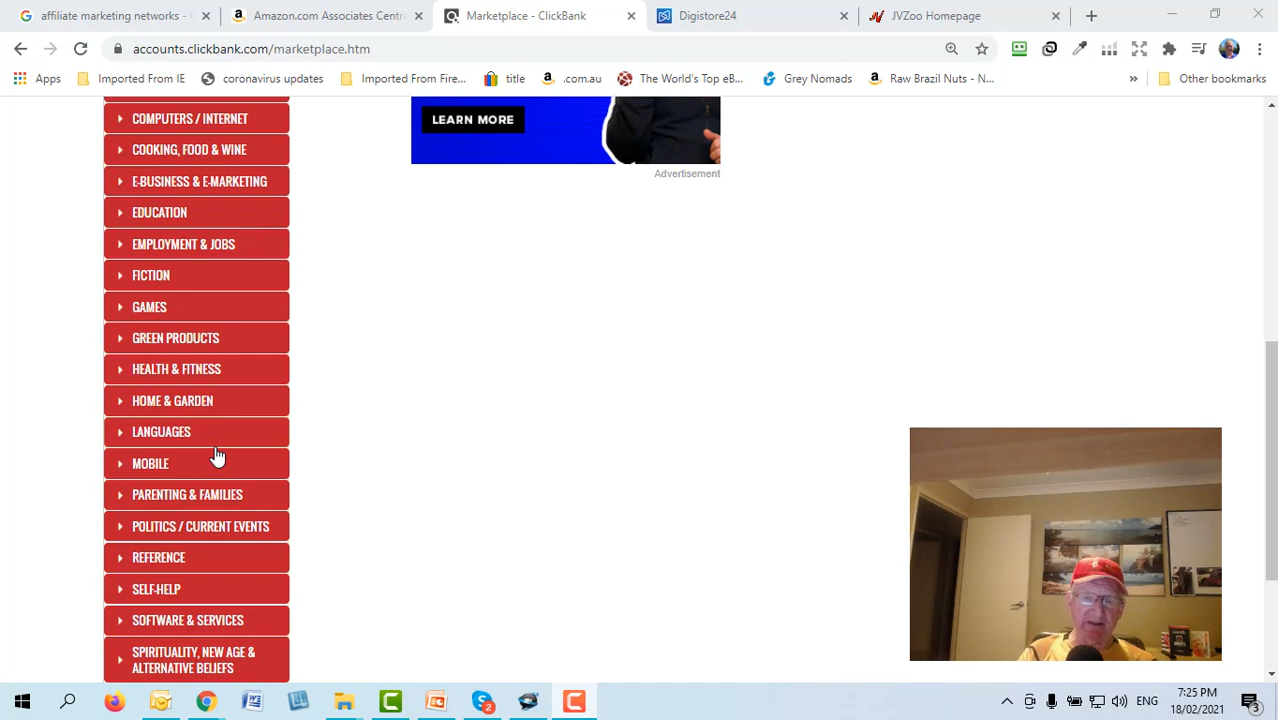 affiliate marketing - G
Amazon.com Associates Centr
Marketplace - ClickBank
Digistore24
JVZoo Homepage
accounts.clickbank.com/marketplace.htm
Apps
Imported From IE
coronavirus updates
Imported From Fire...
title
.com.au
The World's Top eB...
Grey Nomads
Raw Brazil Nuts - N...
Other bookmarks
LEARN MORE
Advertisement
COMPUTERS / INTERNET
COOKING, FOOD & WINE
E-BUSINESS & E-MARKETING
EDUCATION
EMPLOYMENT & JOBS
FICTION
GAMES
GREEN PRODUCTS
HEALTH & FITNESS
HOME & GARDEN
LANGUAGES
MOBILE
PARENTING & FAMILIES
POLITICS / CURRENT EVENTS
REFERENCE
SELF-HELP
SOFTWARE & SERVICES
SPIRITUALITY, NEW AGE &
ALTERNATIVE BELIEFS
ENG
7:25 PM
18/02/2021